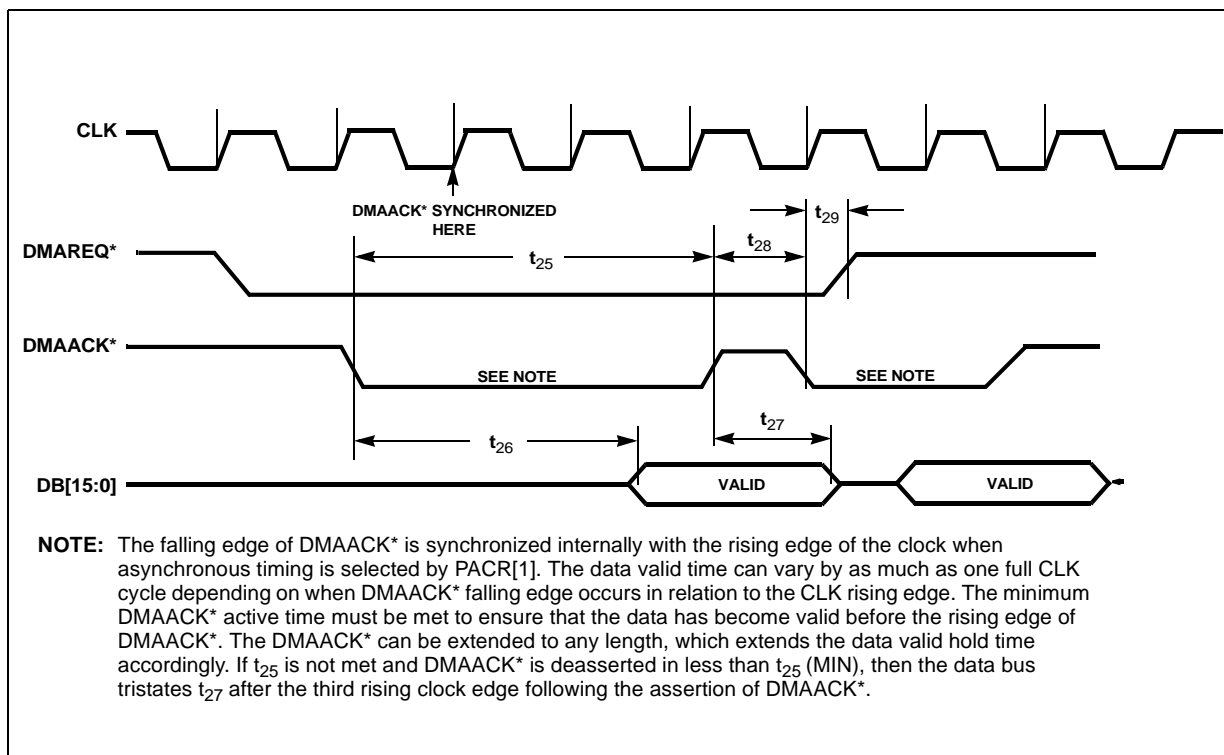 CLK
DMAACK* SYNCHRONIZED
HERE
t29
DMAREQ*
t25
t28
DMAACK*
SEE NOTE
SEE NOTE
t26
t27
DB[15:0]
VALID
VALID
NOTE: The falling edge of DMAACK* is synchronized internally with the rising edge of the clock when
asynchronous timing is selected by PACR[1]. The data valid time can vary by as much as one full CLK
cycle depending on when DMAACK* falling edge occurs in relation to the CLK rising edge. The minimum
DMAACK* active time must be met to ensure that the data has become valid before the rising edge of
DMAACK*. The DMAACK* can be extended to any length, which extends the data valid hold time
accordingly. If t25 is not met and DMAACK* is deasserted in less than t25 (MIN), then the data bus
tristates t27 after the third rising clock edge following the assertion of DMAACK*.